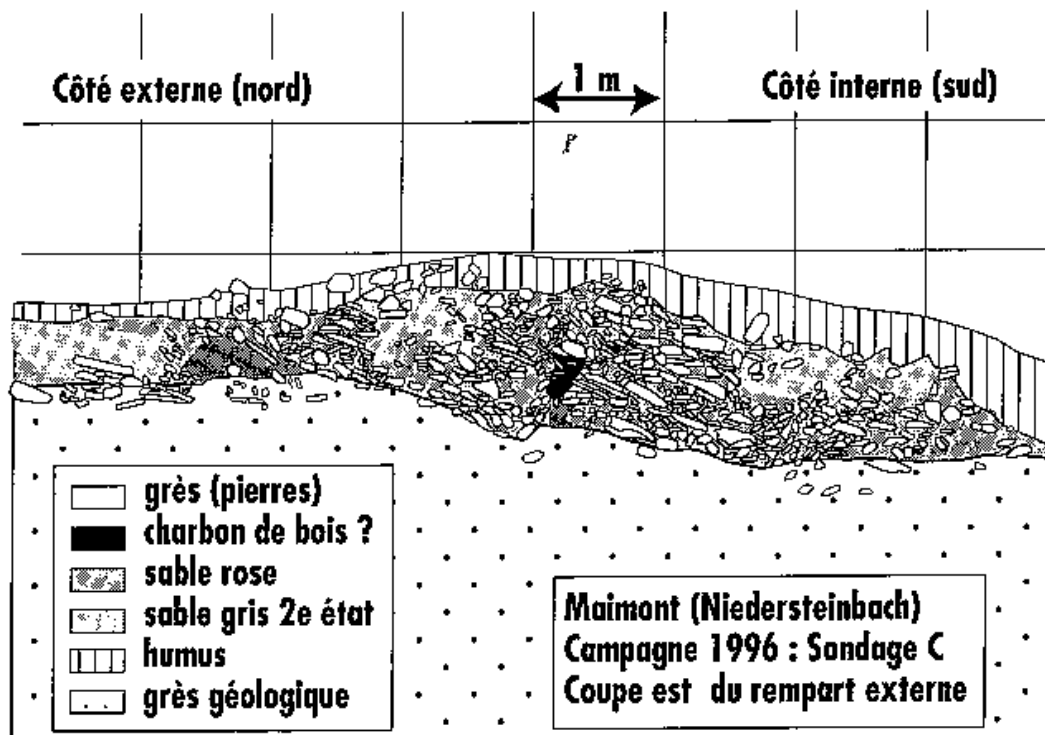 Côté externe (nord)
1 m
Côté interne (sud)
F
grès (pierres)
charbon de bois ?
sable rose
sable gris 2e état
humus
grès géologique
Maimont (Niedersteinbach)
Campagne 1996 : Sondage C
Coupe est du rempart externe